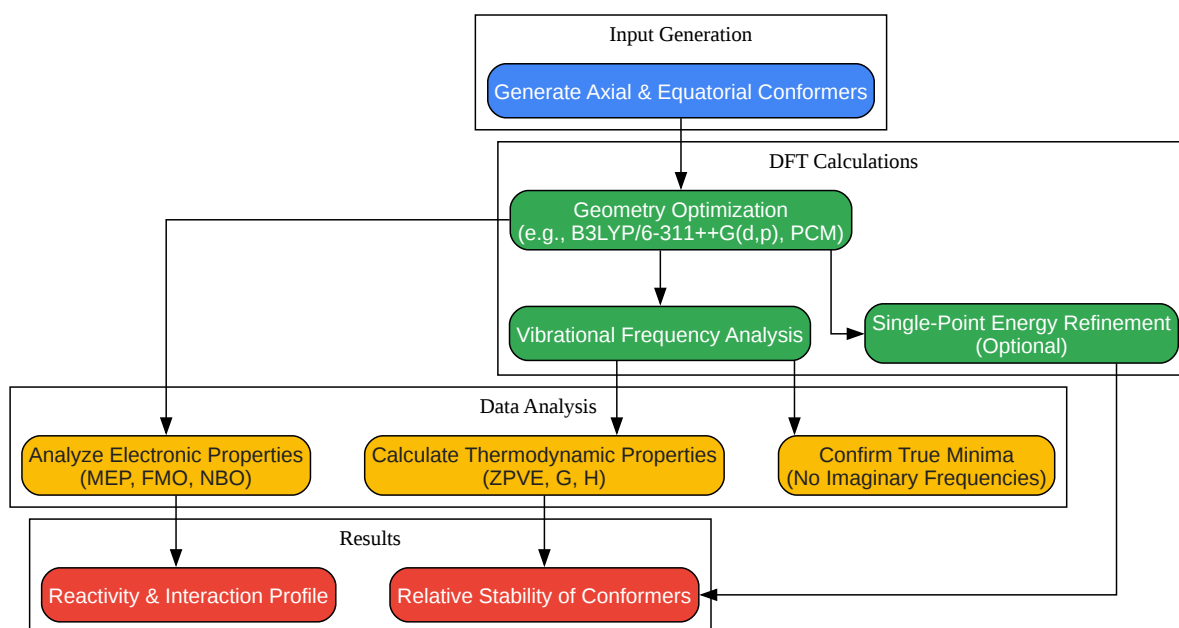 Input Generation
Generate Axial & Equatorial Conformers
DFT Calculations
Geometry Optimization
(e.g., B3LYP/6-311++G(d,p), PCM)
Vibrational Frequency Analysis
Single-Point Energy Refinement
(Optional)
Data Analysis
Analyze Electronic Properties
(MEP, FMO, NBO)
Calculate Thermodynamic Properties
(ZPVE, G, H)
Confirm True Minima
(No Imaginary Frequencies)
Results
Reactivity & Interaction Profile
Relative Stability of Conformers